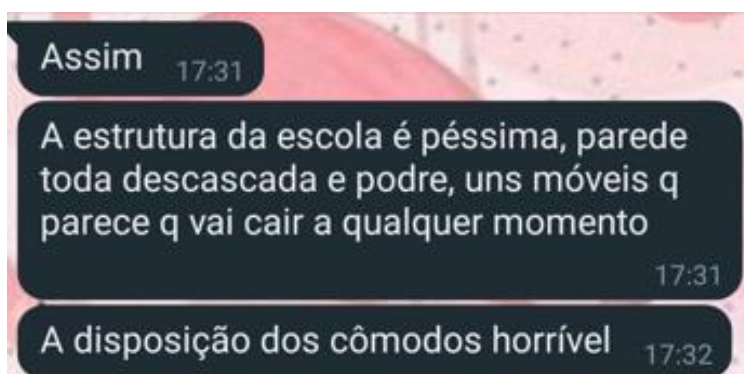 Assim 17:31
A estrutura da escola é péssima, parede
toda descascada e podre, uns móveis q
parece q vai cair a qualquer momento
17:31
A disposição dos cômodos horrível 17:32